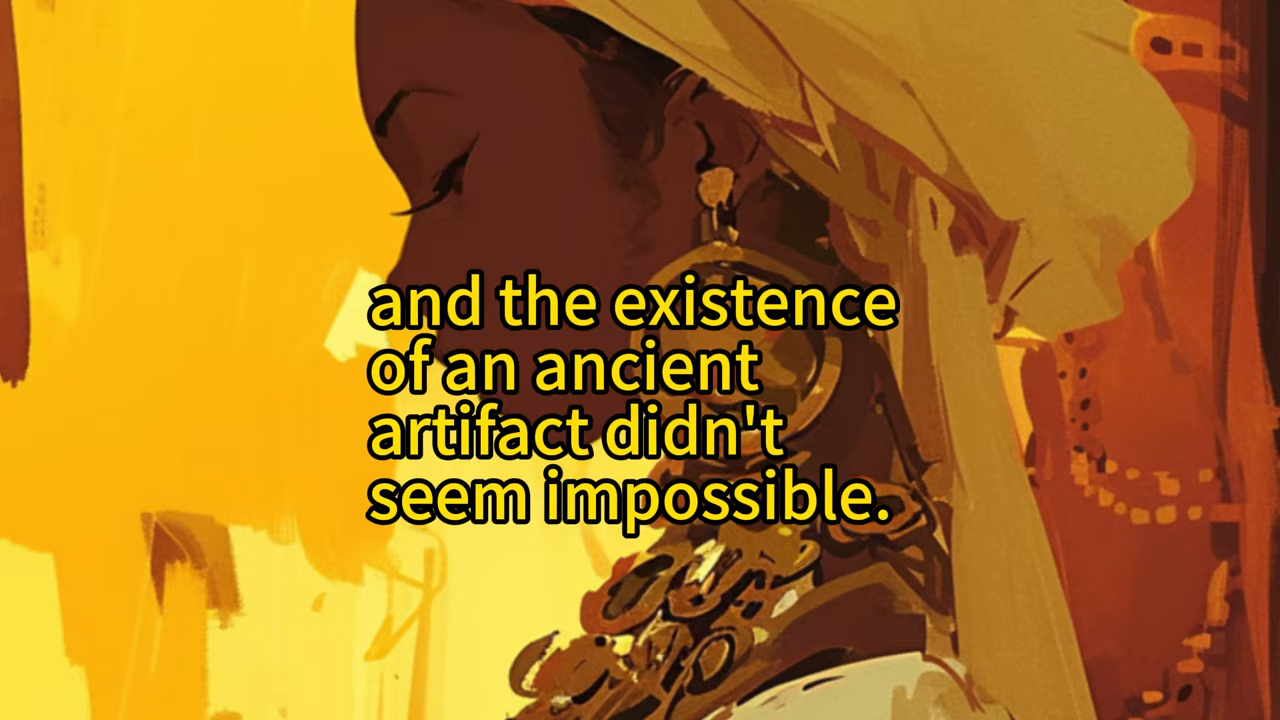 and the existence
of an ancient
artifact didn't
seem impossible.